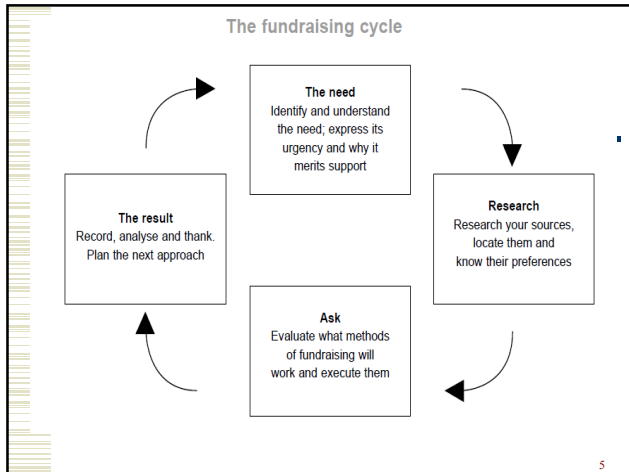 The fundraising cycle
The need
Identify and understand
the need; express its
urgency and why it
merits support
Research
Research your sources,
locate them and
know their preferences
Ask
Evaluate what methods
of fundraising will
work and execute them
The result
Record, analyse and thank.
Plan the next approach
5